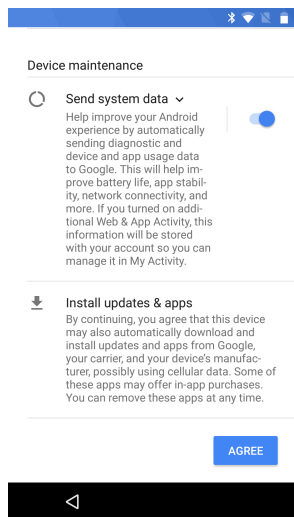 Device maintenance
Send system data
Help improve your Android
experience by automatically
sending diagnostic and
device and app usage data
to Google. This will help im-
prove battery life, app stabil-
ity, network connectivity, and
more. If you turned on addi-
tional Web & App Activity, this
information will be stored
with your account so you can
manage it in My Activity.
Install updates & apps
By continuing, you agree that this device
may also automatically download and
install updates and apps from Google,
your carrier, and your device's manufac-
turer, possibly using cellular data. Some of
these apps may offer in-app purchases.
You can remove these apps at any time.
AGREE